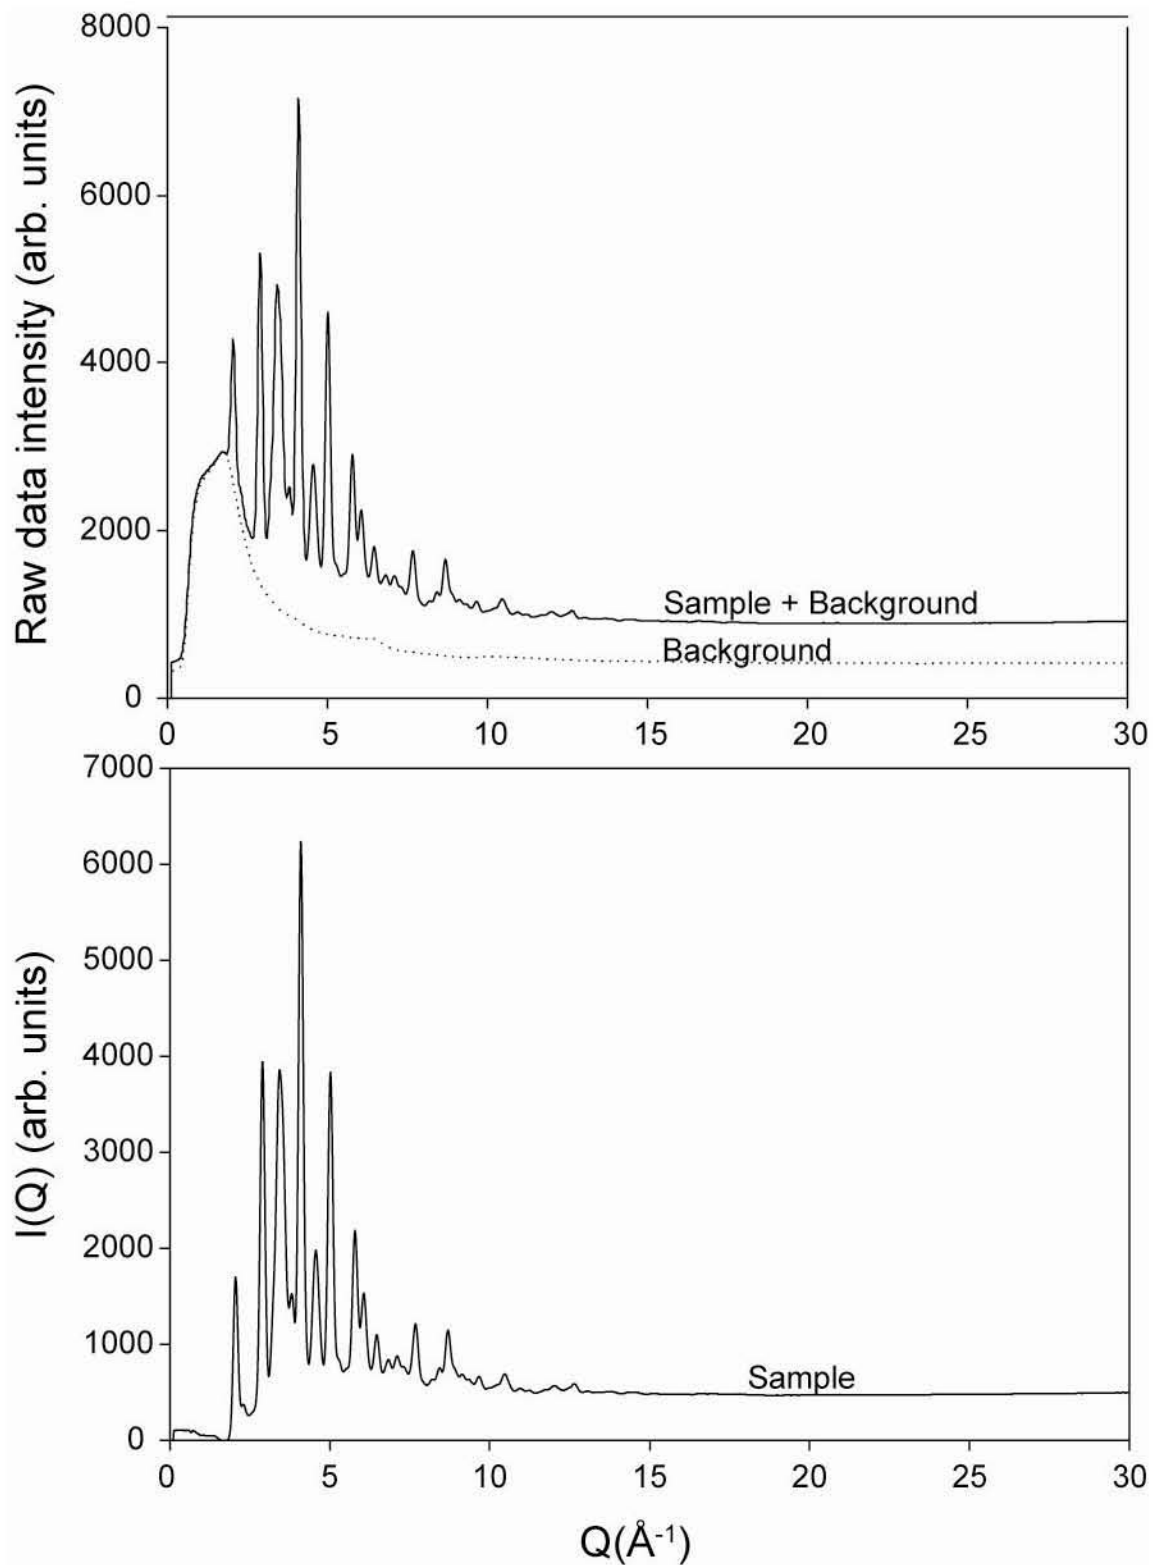 Raw data intensity (arb. units)
8000
6000
4000
2000
0
Sample + Background
Background
0 5 10 15 20 25 30
I(Q) (arb. units)
7000
6000
5000
4000
3000
2000
1000
0
Sample
0 5 10 15 20 25 30
Q(Å⁻¹)